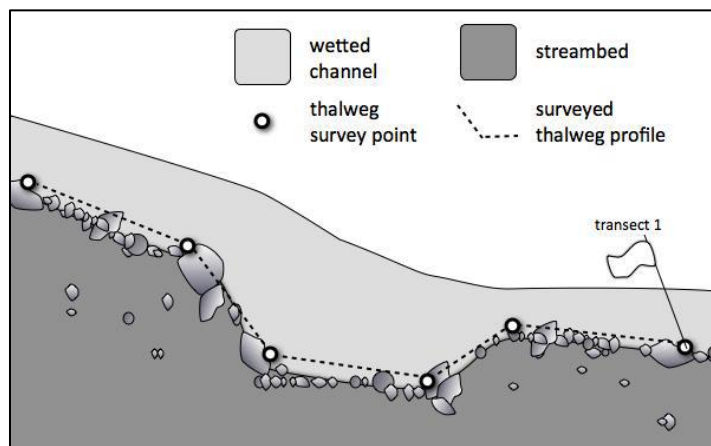 wetted
channel
streambed
thalweg
survey point
surveyed
thalweg profile
transect 1